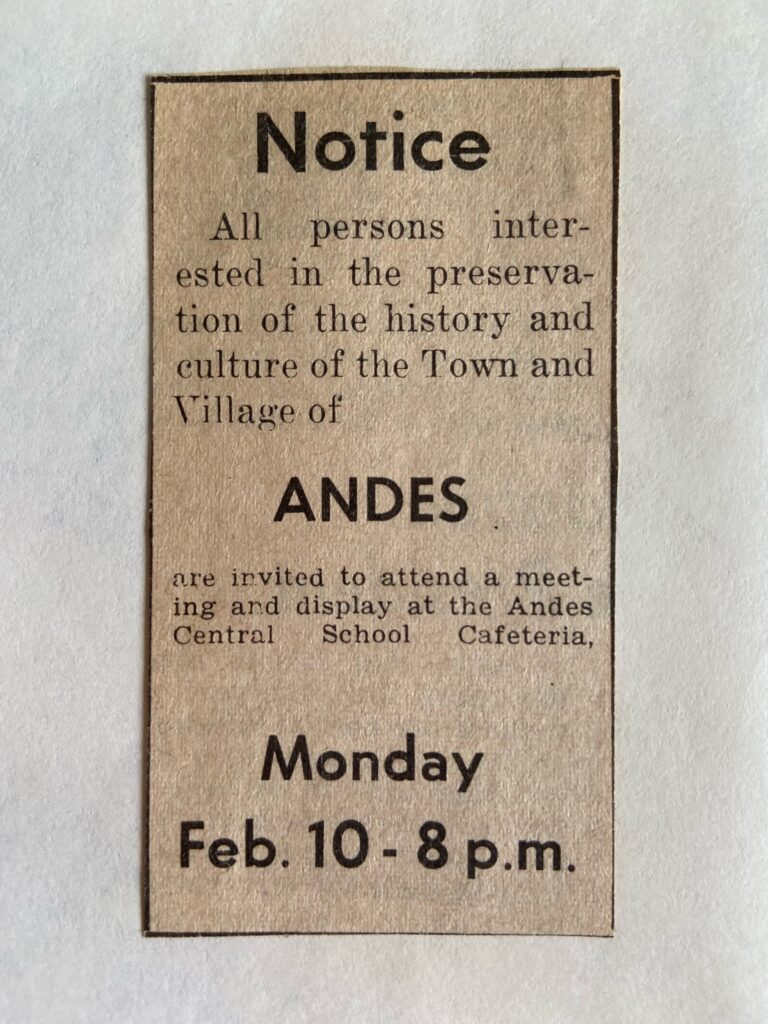 Notice
All persons inter-
ested in the preserva-
tion of the history and
culture of the Town and
Village of
ANDES
are invited to attend a meet-
ing and display at the Andes
Central School Cafeteria,
Monday
Feb. 10 - 8 p.m.